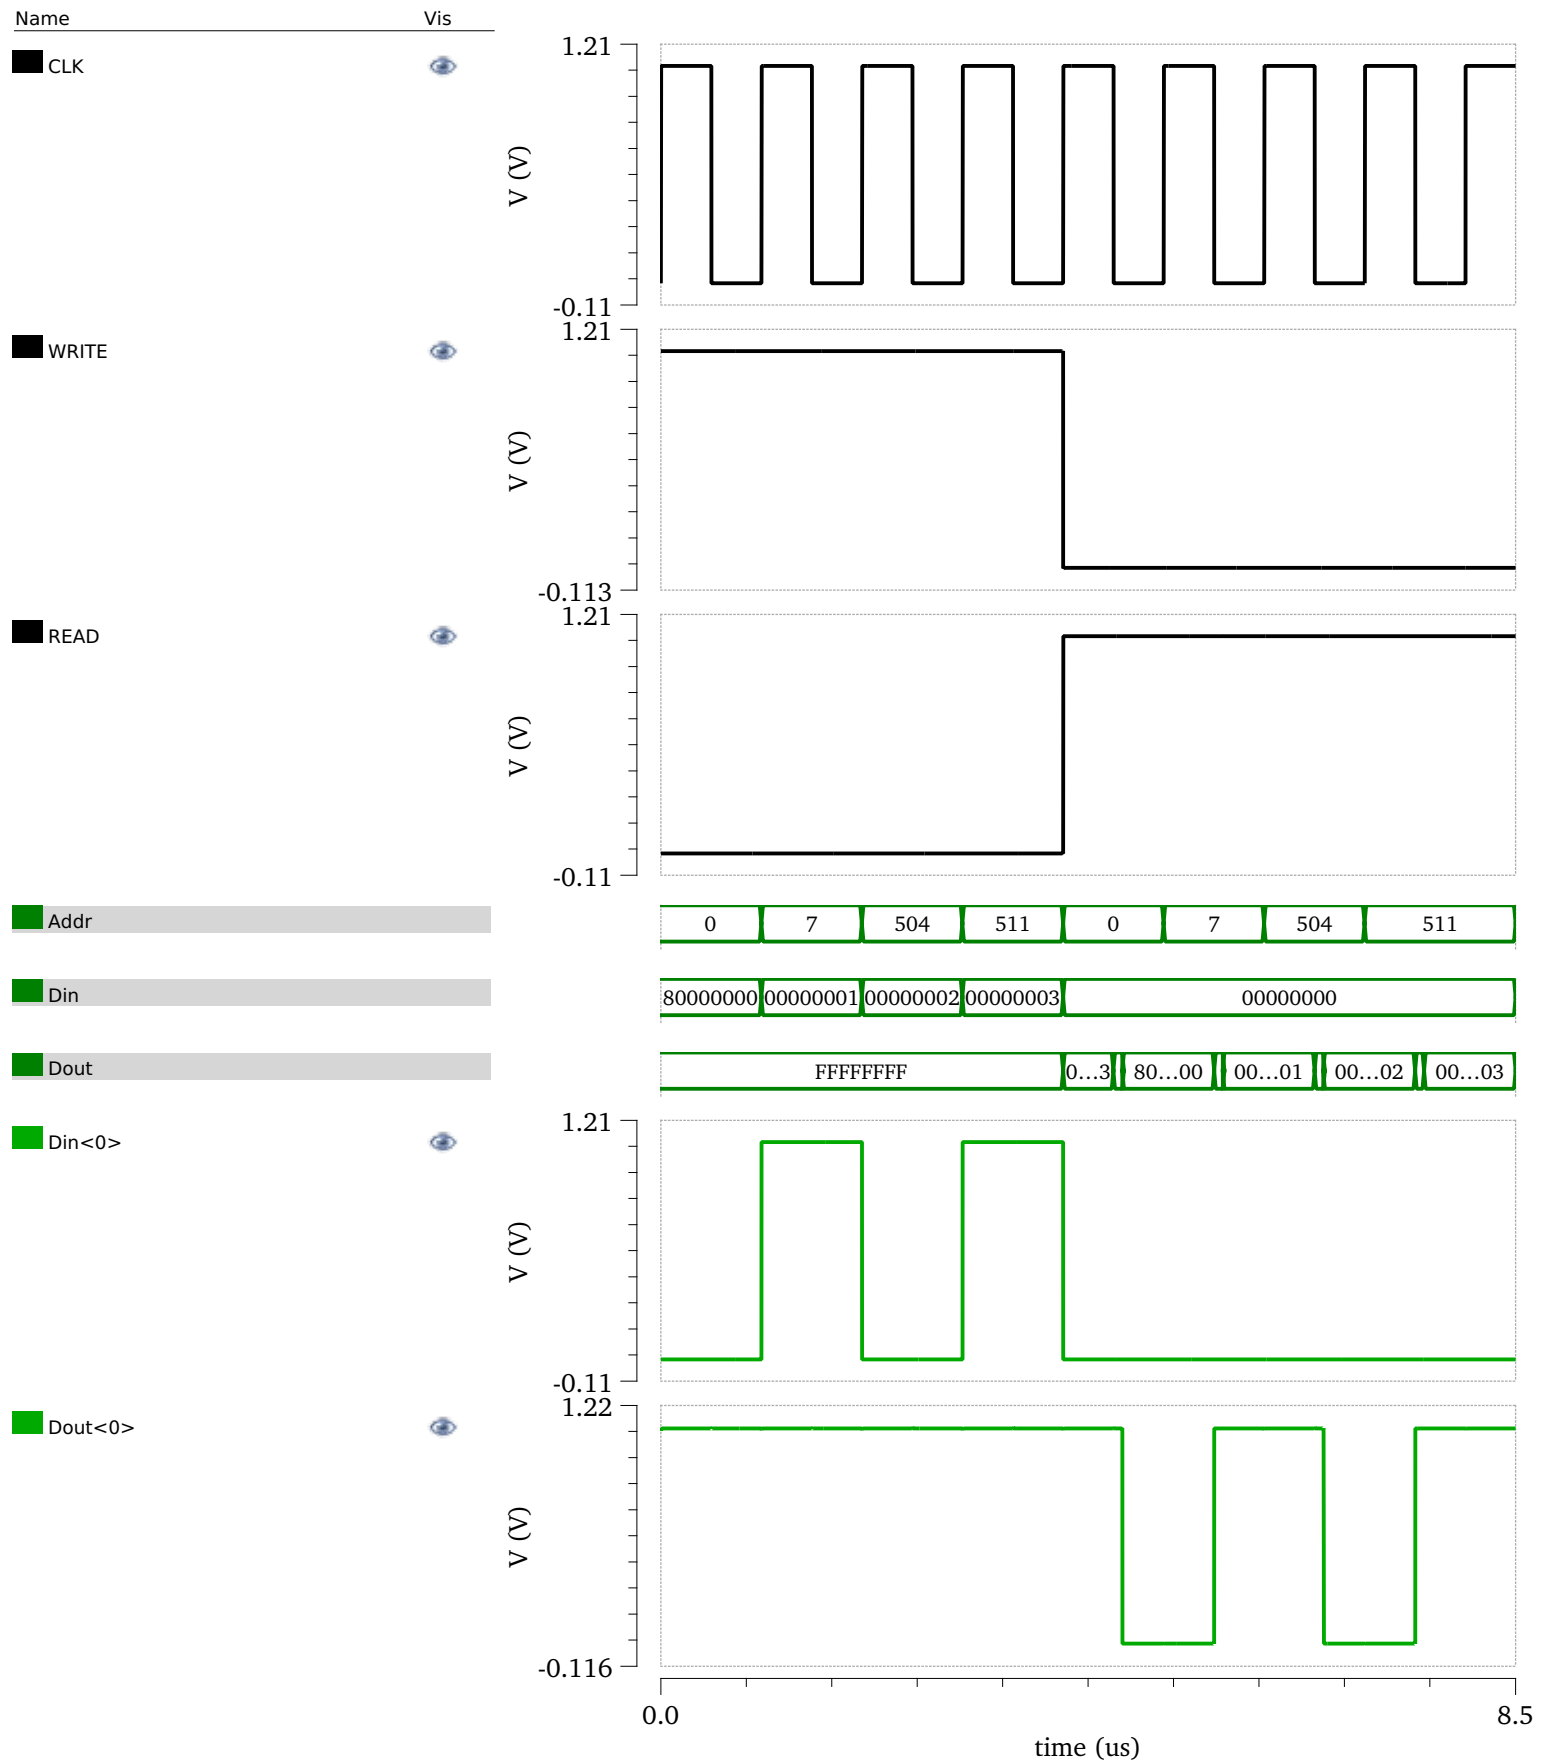 Name Vis
CLK
1.21
V (V)
-0.11
WRITE
1.21
V (V)
-0.113
READ
1.21
V (V)
-0.11
Addr 0 7 504 511 0 7 504 511
Din 80000000 00000001 00000002 00000003 00000000
Dout FFFFFFFF 0...3 80...00 00...01 00...02 00...03
Din<0>
1.21
V (V)
-0.11
Dout<0>
1.22
V (V)
-0.116
0.0 8.5
time (us)